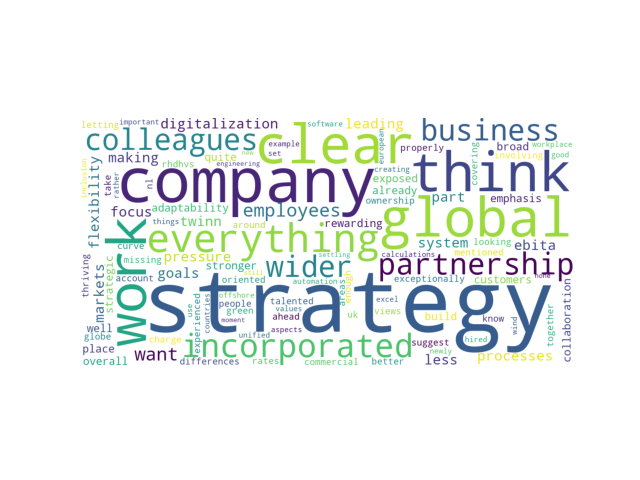 letting
important
digitalization
software
leading
example
set
new
engineering
colleagues
clear
european
properly
business
broad
workplace
good
involving
covering
think
inclusion
flexibility
making
rhdhvs
quite
take
rather
nl
company
creating
ownership
already
exposed
part
emphasis
focus
adaptability
twinn
things
employees
around
rewarding
global
work
everything
system
looking
ebita
mentioned
curve
missing
account
strategic
thriving
markets
goals
pressure
stronger
oriented
still
wider
settling
automation
areas
enough
calculations
exceptionally
partnership
customers
none
collaboration
strategy
well
globe
place
overall
use
experienced
countries
offshore
people
green
moment
talented
values
ahead
aspects
uk
excel
views
build
know
wind
together
charge
want
incorporated
unified
differences
rates
commercial
better
suggest
less
newly
hired
processes